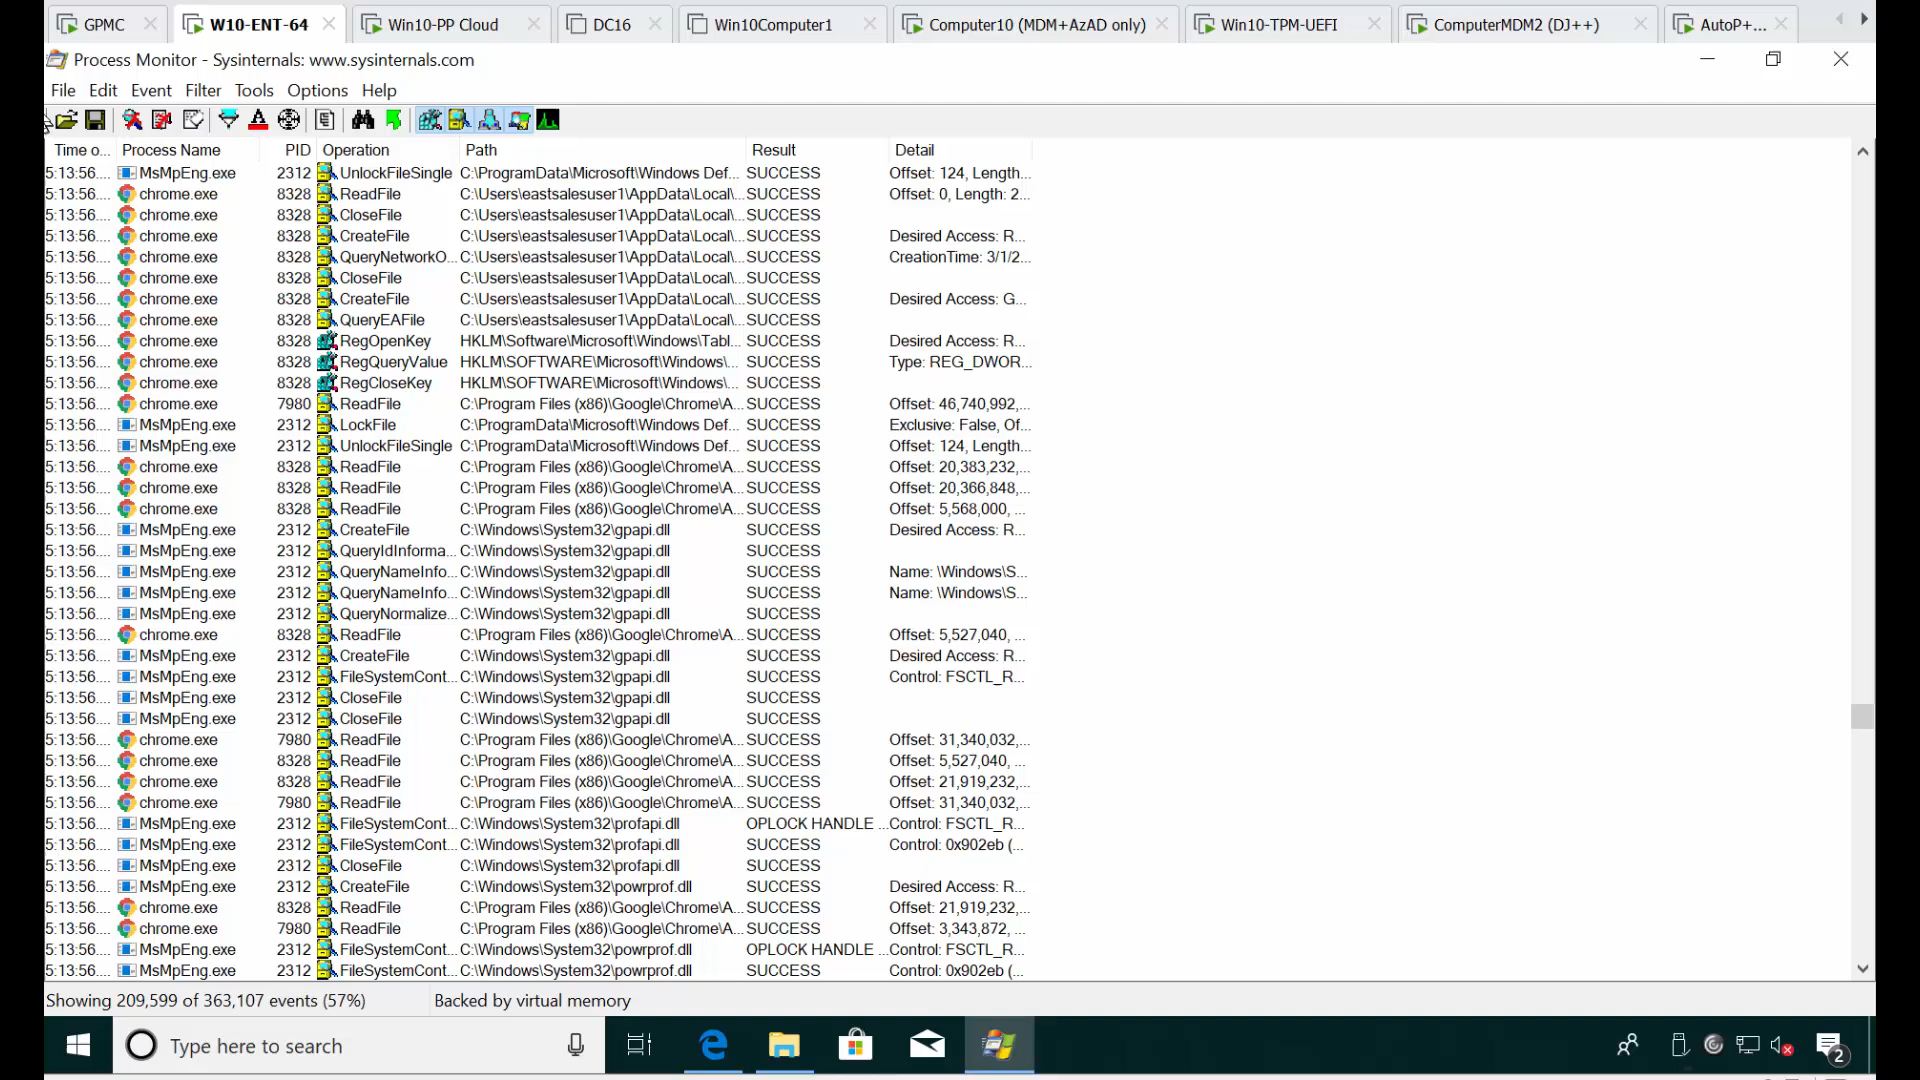 GPMC W10-ENT-64 Win10-PP Cloud DC16 Win10Computer1 Computer10 (MDM+AzAD only) Win10-TPM-UEFI ComputerMDM2 (DJ++) AutoP+...
Process Monitor - Sysinternals: www.sysinternals.com
File Edit Event Filter Tools Options Help
Time o... Process Name PID Operation Path Result Detail
5:13:56.... MsMpEng.exe 2312 UnlockFileSingle C:\ProgramData\Microsoft\Windows Def... SUCCESS Offset: 124, Length...
5:13:56.... chrome.exe 8328 ReadFile C:\Users\eastsalesuser1\AppData\Local\... SUCCESS Offset: 0, Length: 2...
5:13:56.... chrome.exe 8328 CloseFile C:\Users\eastsalesuser1\AppData\Local\... SUCCESS
5:13:56.... chrome.exe 8328 CreateFile C:\Users\eastsalesuser1\AppData\Local\... SUCCESS Desired Access: R...
5:13:56.... chrome.exe 8328 QueryNetworkO... C:\Users\eastsalesuser1\AppData\Local\... SUCCESS CreationTime: 3/1/2...
5:13:56.... chrome.exe 8328 CloseFile C:\Users\eastsalesuser1\AppData\Local\... SUCCESS
5:13:56.... chrome.exe 8328 CreateFile C:\Users\eastsalesuser1\AppData\Local\... SUCCESS Desired Access: G...
5:13:56.... chrome.exe 8328 QueryEAFile C:\Users\eastsalesuser1\AppData\Local\... SUCCESS
5:13:56.... chrome.exe 8328 RegOpenKey HKLM\Software\Microsoft\Windows\Tabl... SUCCESS Desired Access: R...
5:13:56.... chrome.exe 8328 RegQueryValue HKLM\SOFTWARE\Microsoft\Windows\... SUCCESS Type: REG_DWOR...
5:13:56.... chrome.exe 8328 RegCloseKey HKLM\SOFTWARE\Microsoft\Windows\... SUCCESS
5:13:56.... chrome.exe 7980 ReadFile C:\Program Files (x86)\Google\Chrome\A... SUCCESS Offset: 46,740,992,...
5:13:56.... MsMpEng.exe 2312 LockFile C:\ProgramData\Microsoft\Windows Def... SUCCESS Exclusive: False, Of...
5:13:56.... MsMpEng.exe 2312 UnlockFileSingle C:\ProgramData\Microsoft\Windows Def... SUCCESS Offset: 124, Length...
5:13:56.... chrome.exe 8328 ReadFile C:\Program Files (x86)\Google\Chrome\A... SUCCESS Offset: 20,383,232,...
5:13:56.... chrome.exe 8328 ReadFile C:\Program Files (x86)\Google\Chrome\A... SUCCESS Offset: 20,366,848,...
5:13:56.... chrome.exe 8328 ReadFile C:\Program Files (x86)\Google\Chrome\A... SUCCESS Offset: 5,568,000, ...
5:13:56.... MsMpEng.exe 2312 CreateFile C:\Windows\System32\gpapi.dll SUCCESS Desired Access: R...
5:13:56.... MsMpEng.exe 2312 QueryIdInforma... C:\Windows\System32\gpapi.dll SUCCESS
5:13:56.... MsMpEng.exe 2312 QueryNameInfo... C:\Windows\System32\gpapi.dll SUCCESS Name: \Windows\S...
5:13:56.... MsMpEng.exe 2312 QueryNameInfo... C:\Windows\System32\gpapi.dll SUCCESS Name: \Windows\S...
5:13:56.... MsMpEng.exe 2312 QueryNormalize... C:\Windows\System32\gpapi.dll SUCCESS
5:13:56.... chrome.exe 8328 ReadFile C:\Program Files (x86)\Google\Chrome\A... SUCCESS Offset: 5,527,040, ...
5:13:56.... MsMpEng.exe 2312 CreateFile C:\Windows\System32\gpapi.dll SUCCESS Desired Access: R...
5:13:56.... MsMpEng.exe 2312 FileSystemCont... C:\Windows\System32\gpapi.dll SUCCESS Control: FSCTL_R...
5:13:56.... MsMpEng.exe 2312 CloseFile C:\Windows\System32\gpapi.dll SUCCESS
5:13:56.... MsMpEng.exe 2312 CloseFile C:\Windows\System32\gpapi.dll SUCCESS
5:13:56.... chrome.exe 7980 ReadFile C:\Program Files (x86)\Google\Chrome\A... SUCCESS Offset: 31,340,032,...
5:13:56.... chrome.exe 8328 ReadFile C:\Program Files (x86)\Google\Chrome\A... SUCCESS Offset: 5,527,040, ...
5:13:56.... chrome.exe 8328 ReadFile C:\Program Files (x86)\Google\Chrome\A... SUCCESS Offset: 21,919,232,...
5:13:56.... chrome.exe 7980 ReadFile C:\Program Files (x86)\Google\Chrome\A... SUCCESS Offset: 31,340,032,...
5:13:56.... MsMpEng.exe 2312 FileSystemCont... C:\Windows\System32\profapi.dll OPLOCK HANDLE ... Control: FSCTL_R...
5:13:56.... MsMpEng.exe 2312 FileSystemCont... C:\Windows\System32\profapi.dll SUCCESS Control: 0x902eb (...
5:13:56.... MsMpEng.exe 2312 CloseFile C:\Windows\System32\profapi.dll SUCCESS
5:13:56.... MsMpEng.exe 2312 CreateFile C:\Windows\System32\powrprof.dll SUCCESS Desired Access: R...
5:13:56.... chrome.exe 8328 ReadFile C:\Program Files (x86)\Google\Chrome\A... SUCCESS Offset: 21,919,232,...
5:13:56.... chrome.exe 7980 ReadFile C:\Program Files (x86)\Google\Chrome\A... SUCCESS Offset: 3,343,872, ...
5:13:56.... MsMpEng.exe 2312 FileSystemCont... C:\Windows\System32\powrprof.dll OPLOCK HANDLE ... Control: FSCTL_R...
5:13:56.... MsMpEng.exe 2312 FileSystemCont... C:\Windows\System32\powrprof.dll SUCCESS Control: 0x902eb (...
Showing 209,599 of 363,107 events (57%) Backed by virtual memory
Type here to search 2